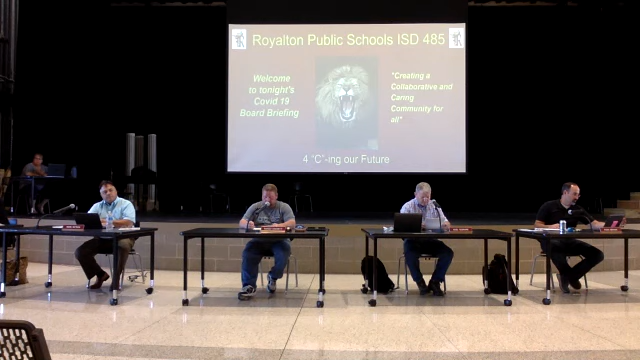 Royalton Public Schools ISD 485
Welcome
to tonight's
Covid 19
Board Briefing
"Creating a
Collaborative and
Caring
Community for
all"
4 "C"-ing our Future